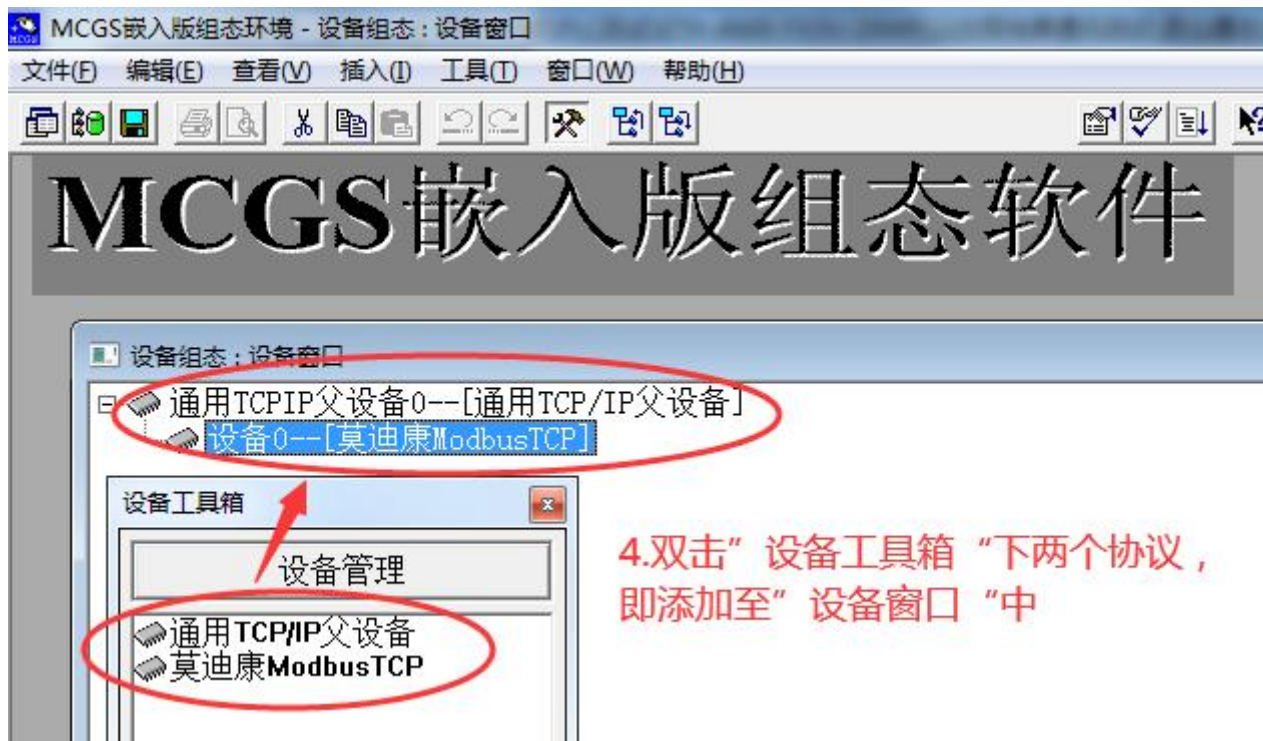 MCGS嵌入版组态环境 - 设备组态 : 设备窗口
文件(F) 编辑(E) 查看(V) 插入(I) 工具(T) 窗口(W) 帮助(H)
MCGS嵌入版组态软件
设备组态 : 设备窗口
通用TCPIP父设备0--[通用TCP/IP父设备]
设备0--[莫迪康ModbusTCP]
设备工具箱
设备管理
通用TCP/IP父设备
莫迪康ModbusTCP
4.双击”设备工具箱“下两个协议，
即添加至”设备窗口“中